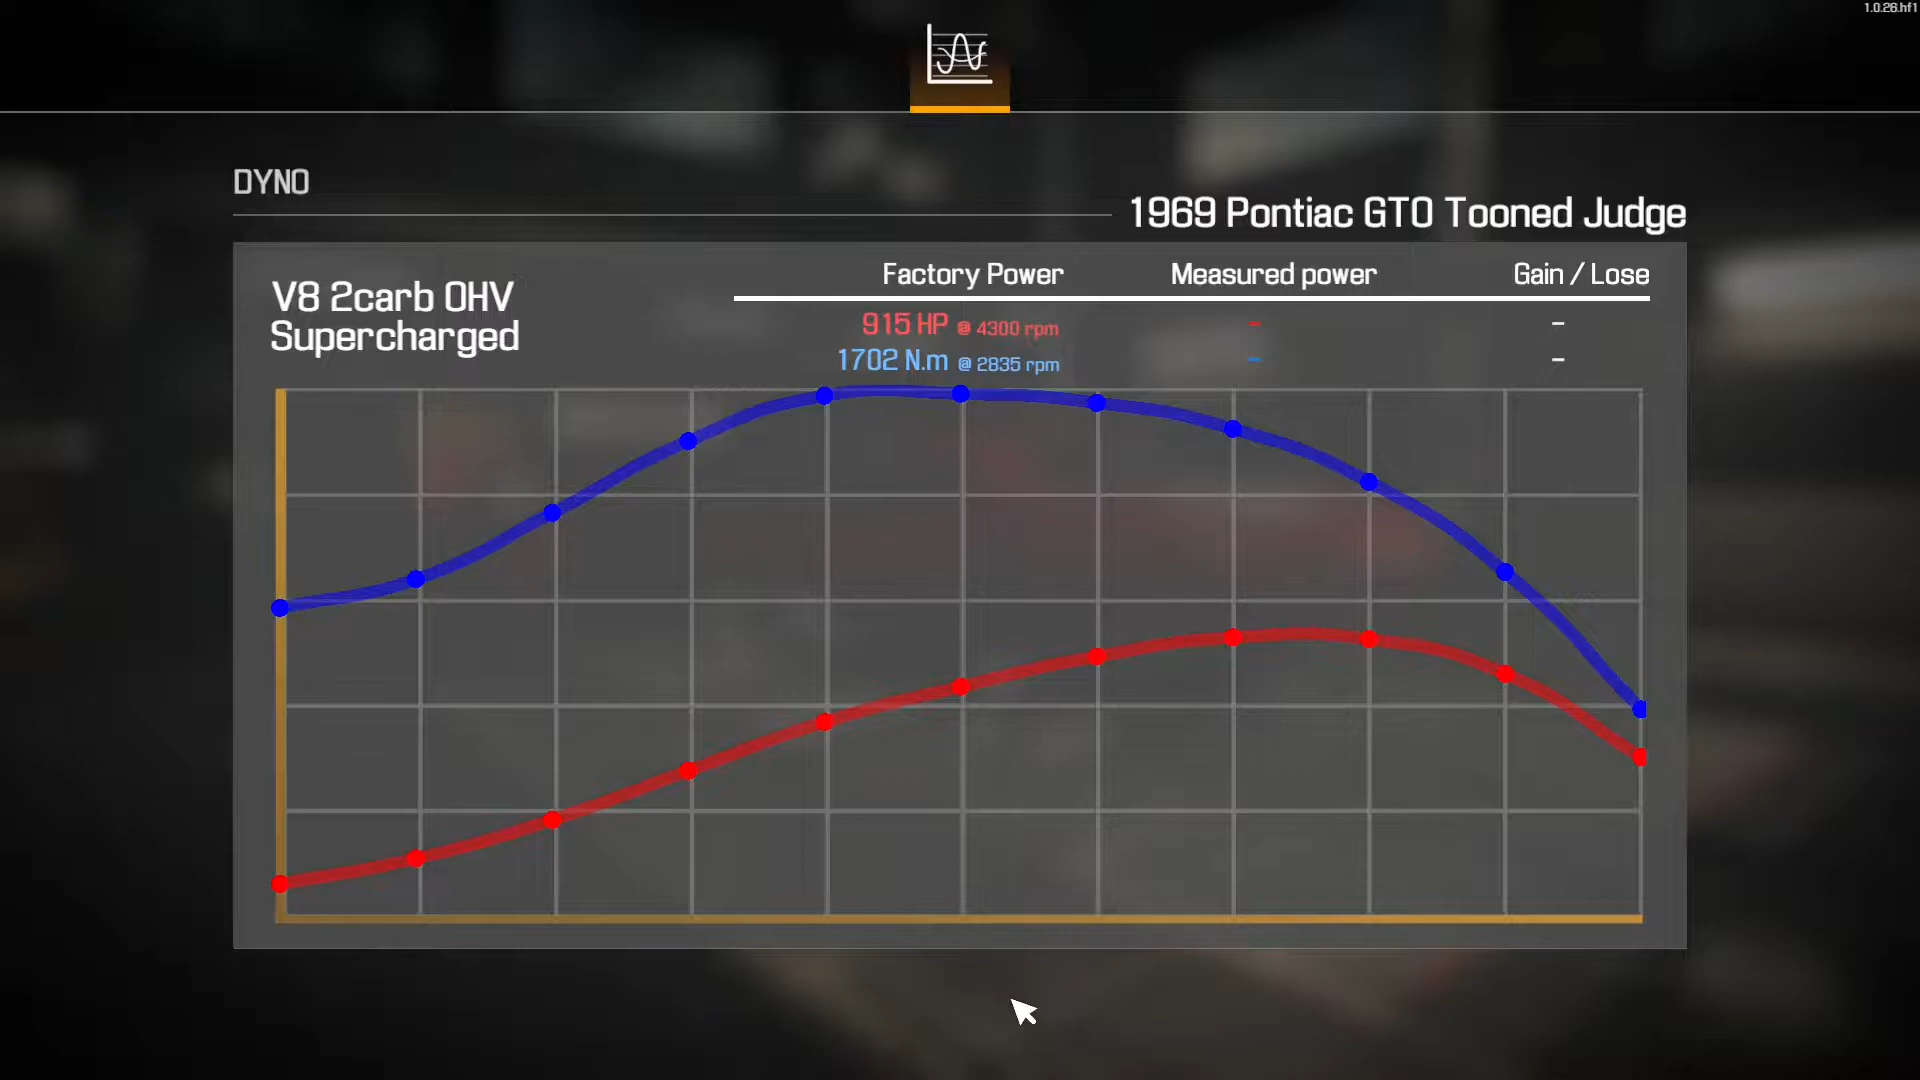 1.0.26.hf1
DYNO
1969 Pontiac GTO Tooned Judge
V8 2carb OHV
Supercharged
Factory Power Measured power Gain / Lose
915 HP @ 4300 rpm - -
1702 N.m @ 2835 rpm - -